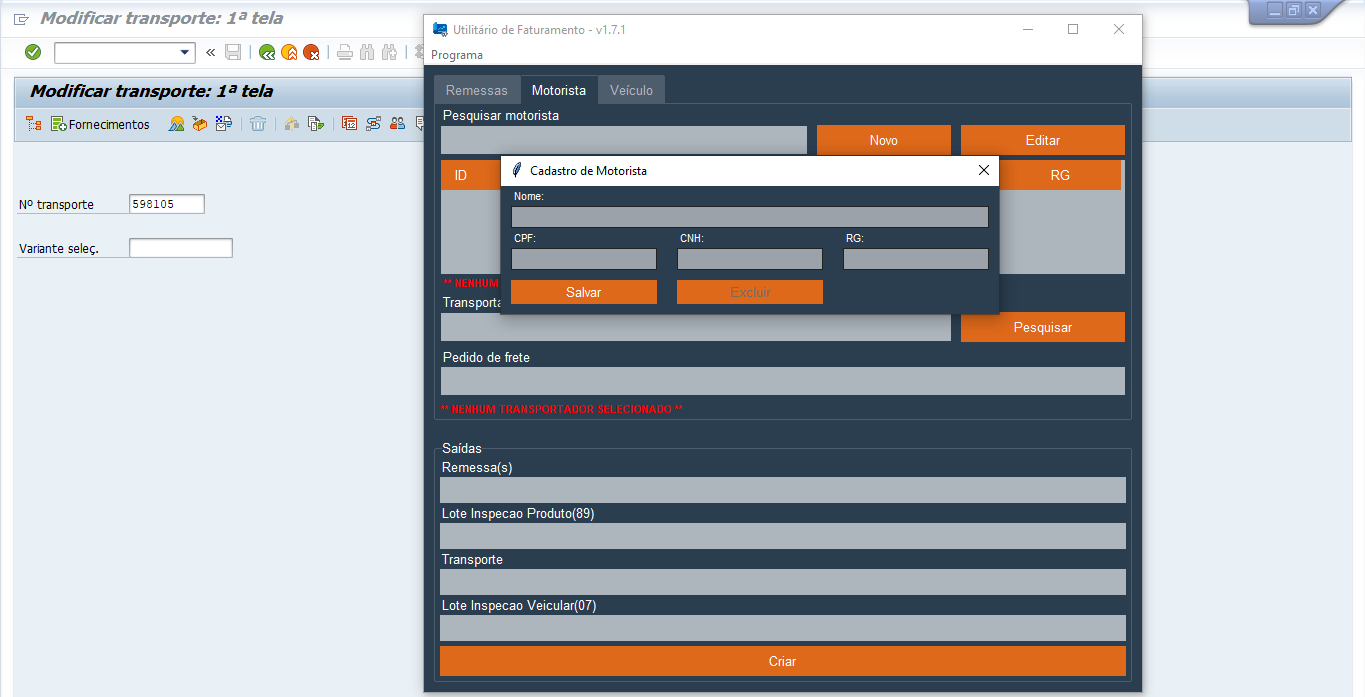 Modificar transporte: 1ª tela
Modificar transporte: 1ª tela
Fornecimentos
12
Nº transporte
598105
Variante seleç.
Utilitário de Faturamento - v1.7.1
Programa
Remessas Motorista Veículo
Pesquisar motorista
Novo Editar
ID RG
Cadastro de Motorista
Nome:
CPF: CNH: RG:
Salvar Excluir
** NENHUM
Transporta
Pesquisar
Pedido de frete
** NENHUM TRANSPORTADOR SELECIONADO **
Saídas
Remessa(s)
Lote Inspecao Produto(89)
Transporte
Lote Inspecao Veicular(07)
Criar